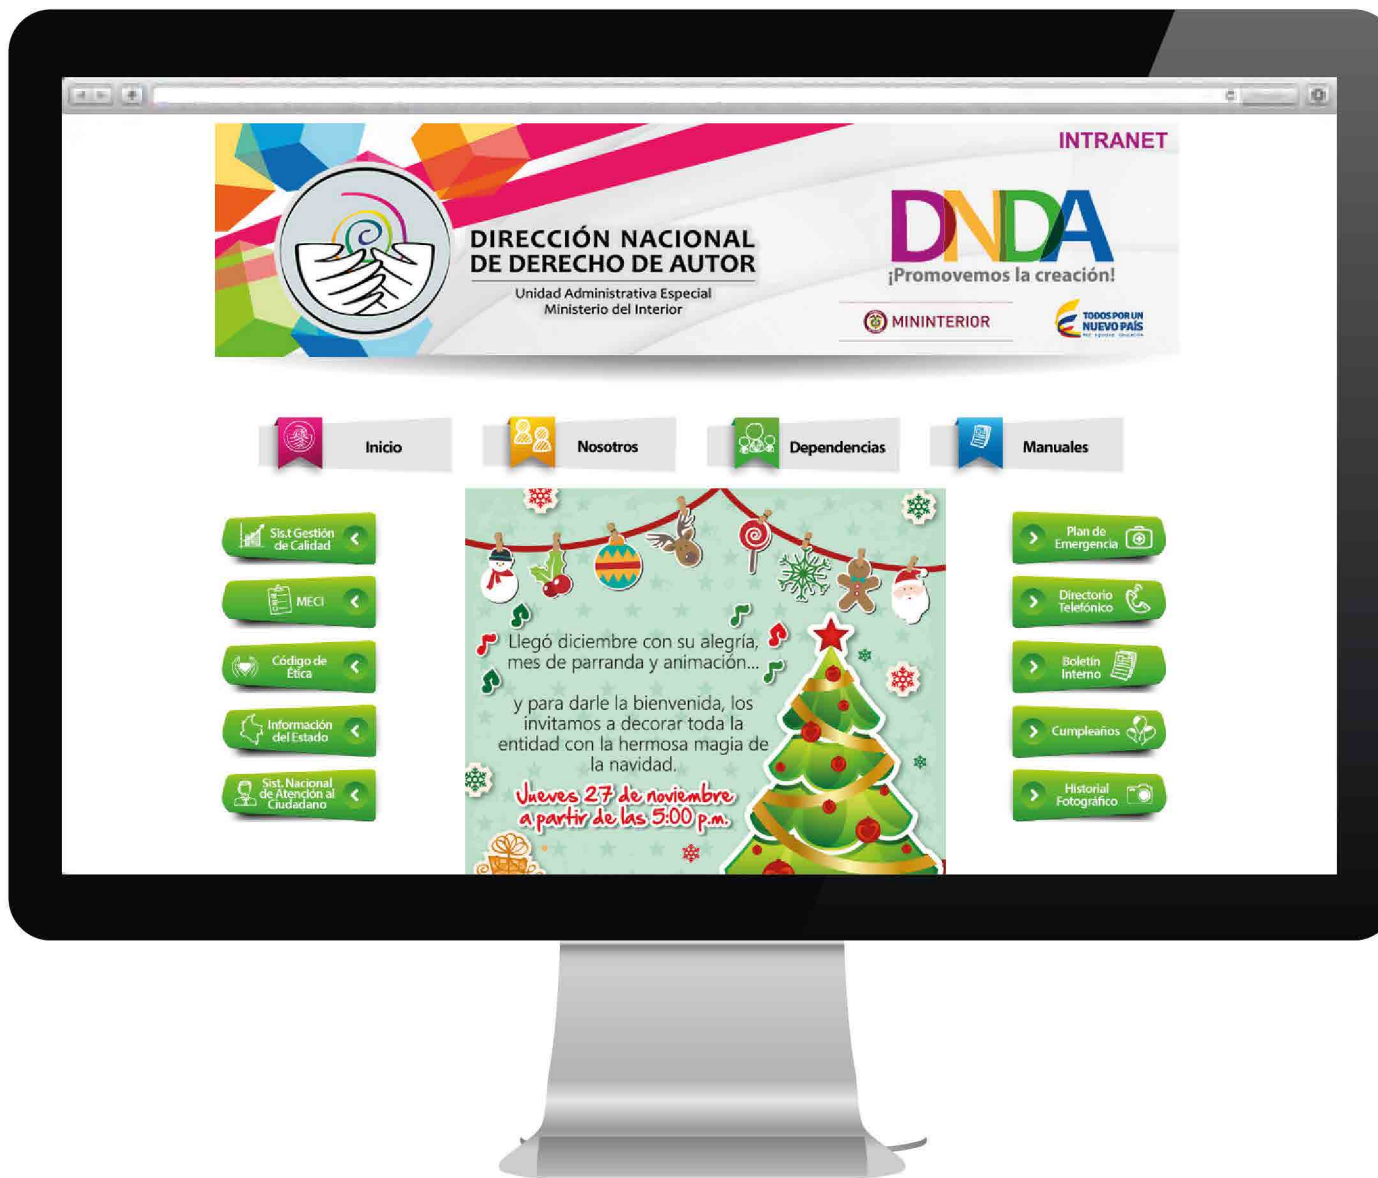 INTRANET
DIRECCIÓN NACIONAL
DE DERECHO DE AUTOR
Unidad Administrativa Especial
Ministerio del Interior
DNDA
¡Promovemos la creación!
MININTERIOR
TODOS POR UN
NUEVO PAÍS
Inicio
Nosotros
Dependencias
Manuales
Sis.t Gestión
de Calidad
MECI
Código de
Ética
Información
del Estado
Sist. Nacional
de Atención al
Ciudadano
Llegó diciembre con su alegría,
mes de parranda y animación...
y para darle la bienvenida, los
invitamos a decorar toda la
entidad con la hermosa magia de
la navidad.
Jueves 27 de noviembre
a partir de las 5:00 p.m.
Plan de
Emergencia
Directorio
Telefónico
Boletín
Interno
Cumpleaños
Historial
Fotográfico